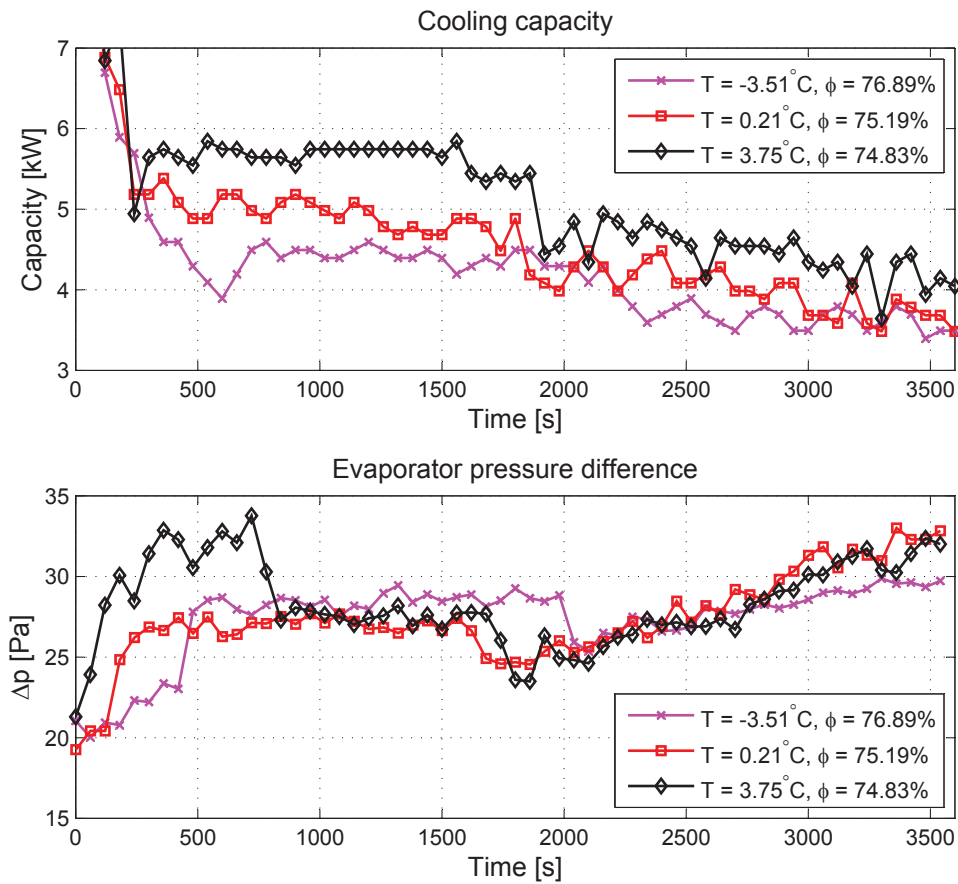 Cooling capacity
Capacity [kW]
7
6
5
4
3
0 500 1000 1500 2000 2500 3000 3500
Time [s]
T = -3.51°C, ϕ = 76.89%
T = 0.21°C, ϕ = 75.19%
T = 3.75°C, ϕ = 74.83%
Evaporator pressure difference
Δp [Pa]
35
30
25
20
15
0 500 1000 1500 2000 2500 3000 3500
Time [s]
T = -3.51°C, ϕ = 76.89%
T = 0.21°C, ϕ = 75.19%
T = 3.75°C, ϕ = 74.83%